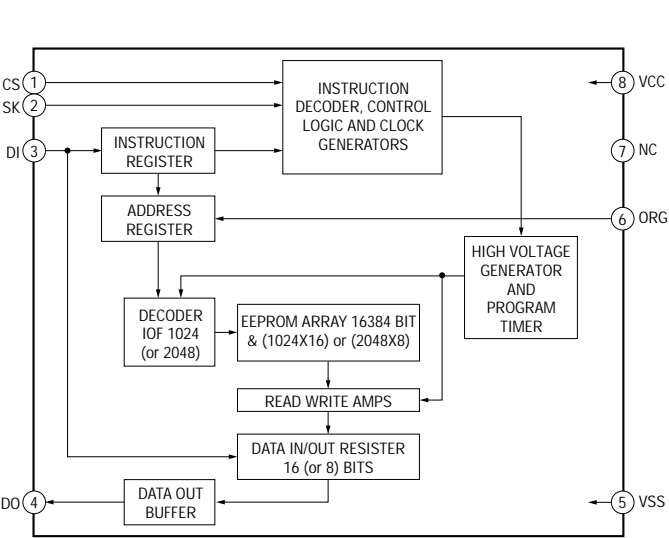 CS 1
SK 2
DI 3
INSTRUCTION
DECODER, CONTROL
LOGIC AND CLOCK
GENERATORS
8 VCC
7 NC
6 ORG
INSTRUCTION
REGISTER
ADDRESS
REGISTER
HIGH VOLTAGE
GENERATOR
AND
PROGRAM
TIMER
DECODER
IOF 1024
(or 2048)
EEPROM ARRAY 16384 BIT
& (1024X16) or (2048X8)
READ WRITE AMPS
DATA IN/OUT RESISTER
16 (or 8) BITS
DO 4
DATA OUT
BUFFER
5 VSS